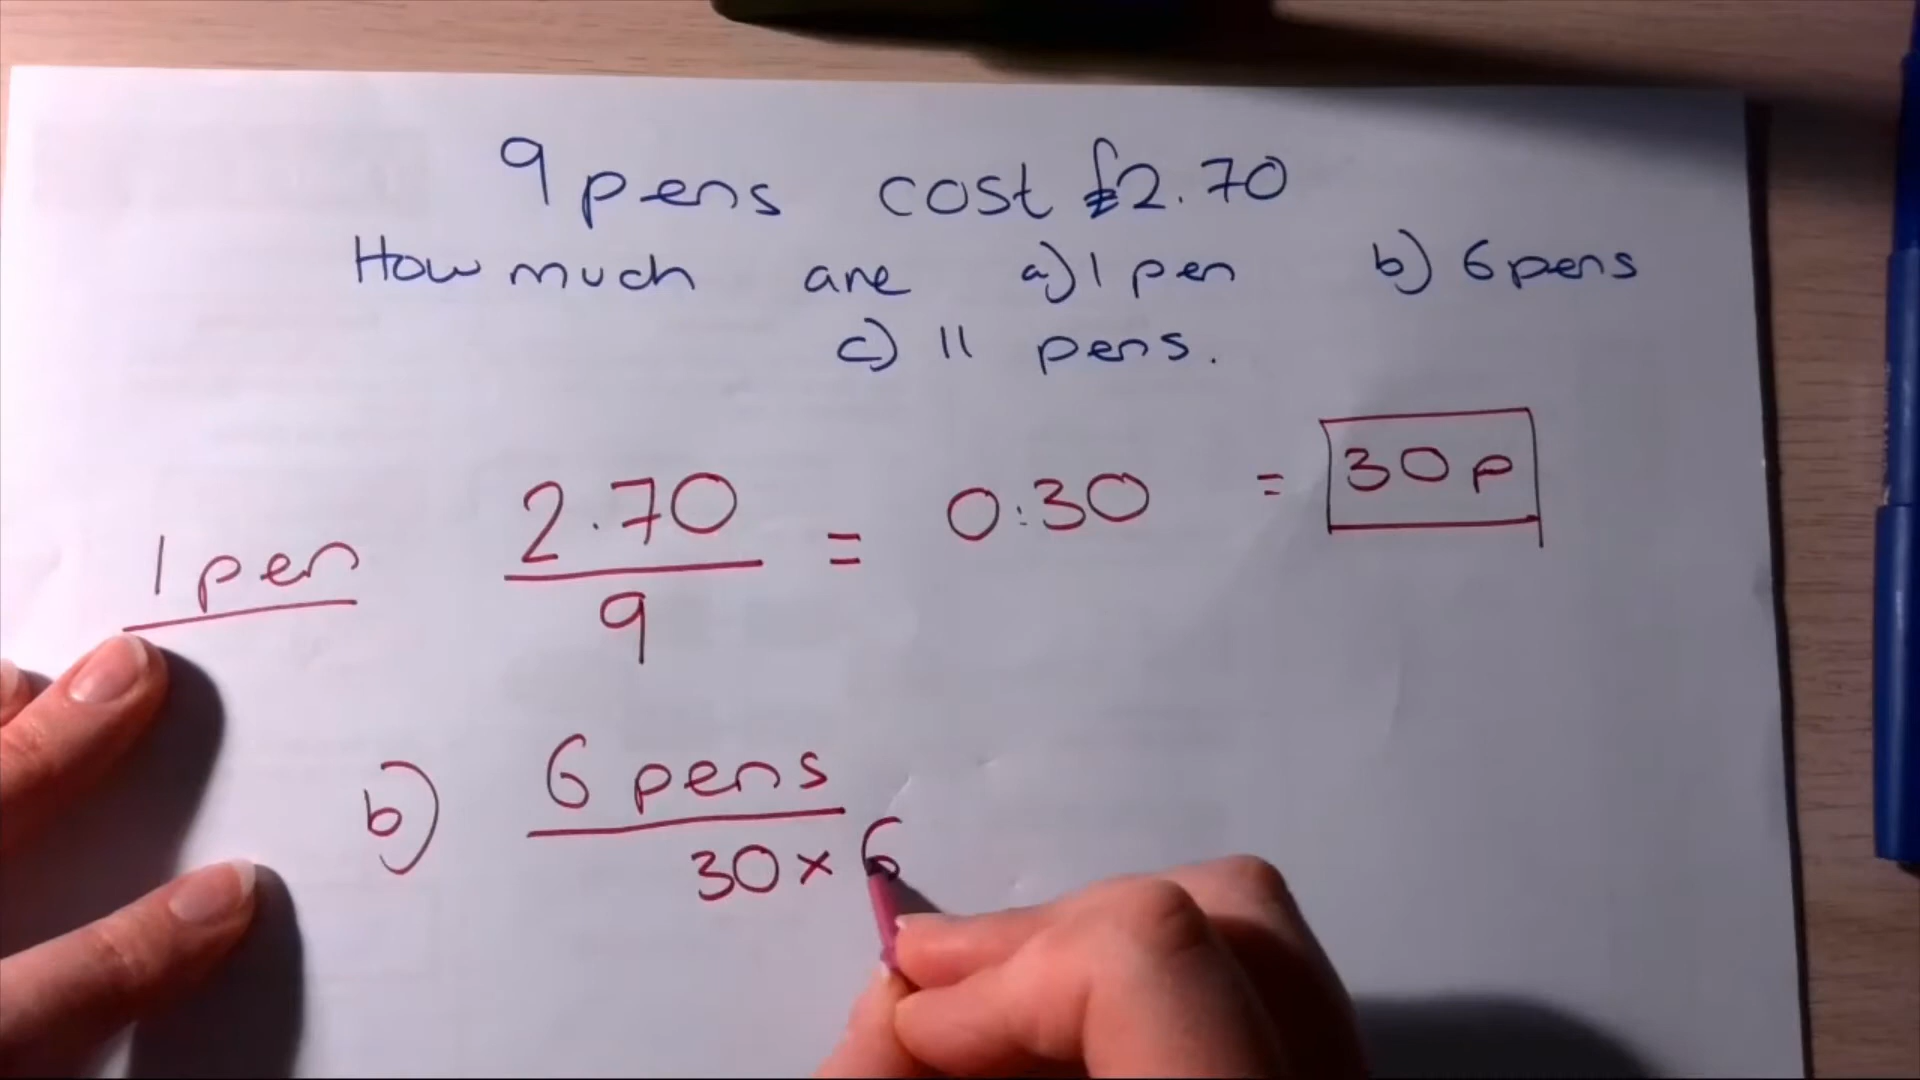 9 pens cost £2.70
How much are a) 1 pen b) 6 pens
c) 11 pens.
1 pen 2.70 / 9 = 0.30 = 30p
b) 6 pens
30 × 6